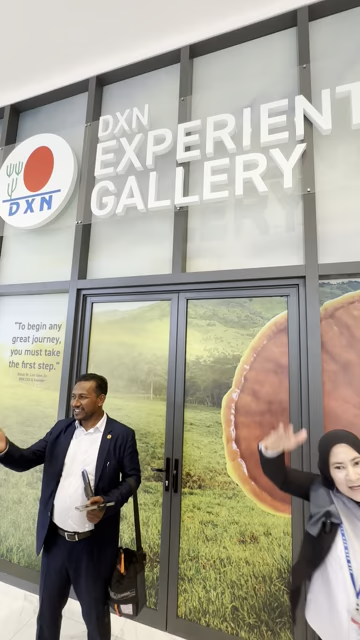 DXN
EXPERIENT
GALLERY
DXN
"To begin any
great journey,
you must take
the first step."